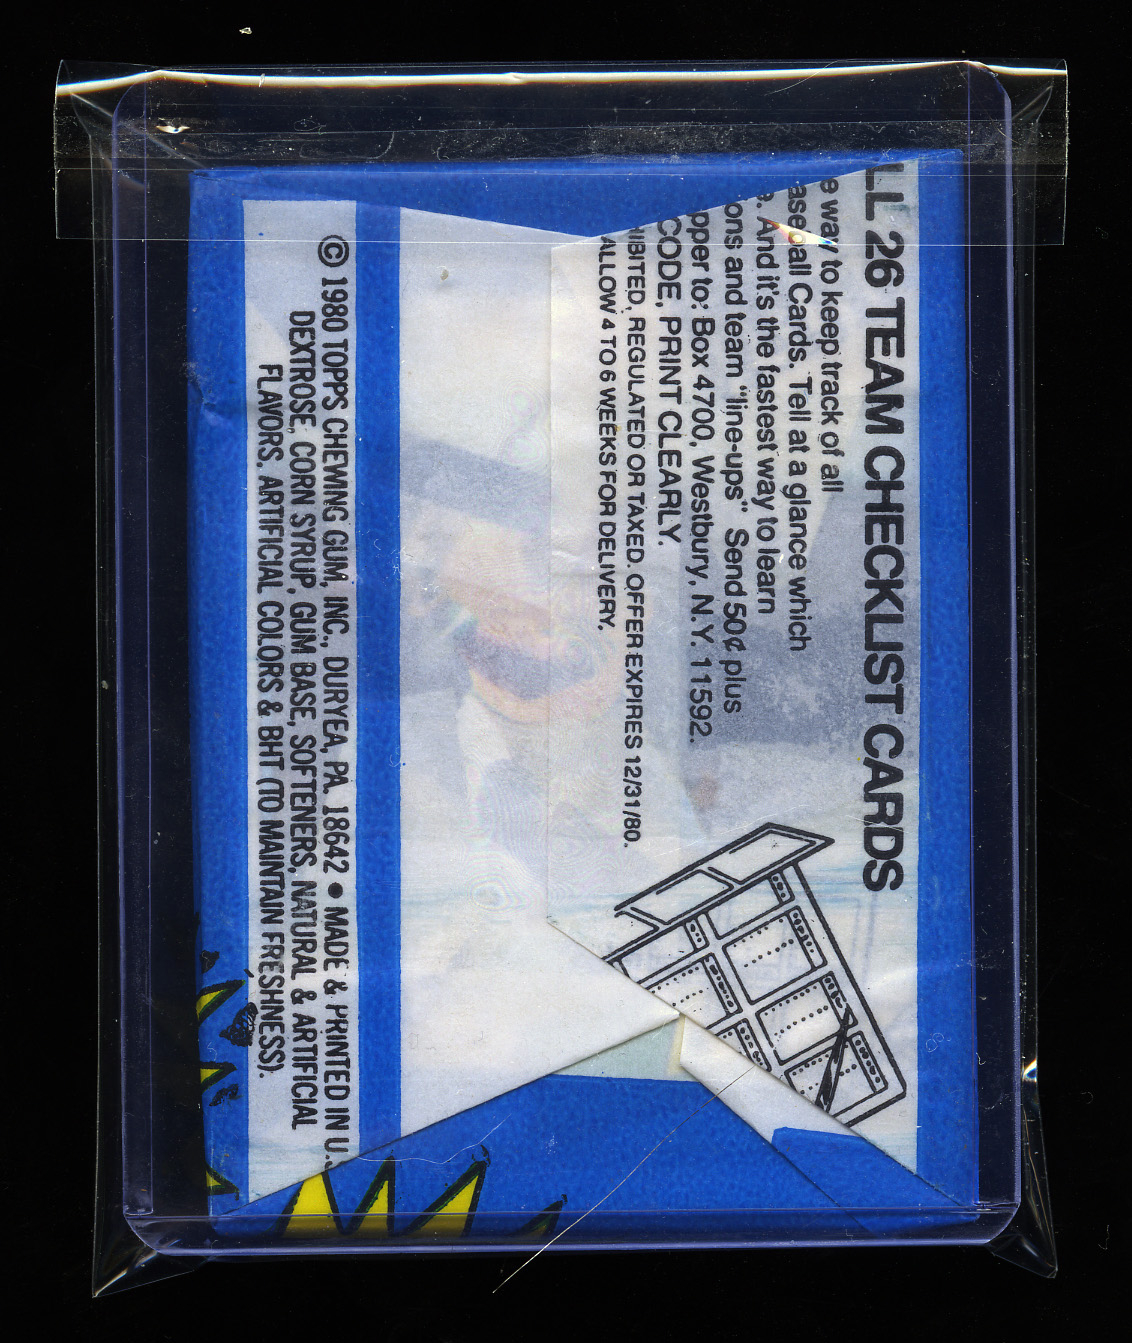 LL 26 TEAM CHECKLIST CARDS
e way to keep track of all
aseball Cards. Tell at a glance which
e. And it's the fastest way to learn
ons and team "line-ups" Send 50¢ plus
pper to: Box 4700, Westbury, N.Y. 11592.
CODE, PRINT CLEARLY.
HIBITED, REGULATED OR TAXED. OFFER EXPIRES 12/31/80.
ALLOW 4 TO 6 WEEKS FOR DELIVERY.
© 1980 TOPPS CHEWING GUM, INC., DURYEA, PA. 18642 ● MADE & PRINTED IN U.
DEXTROSE, CORN SYRUP, GUM BASE, SOFTENERS, NATURAL & ARTIFICIAL
FLAVORS, ARTIFICIAL COLORS & BHT (TO MAINTAIN FRESHNESS).